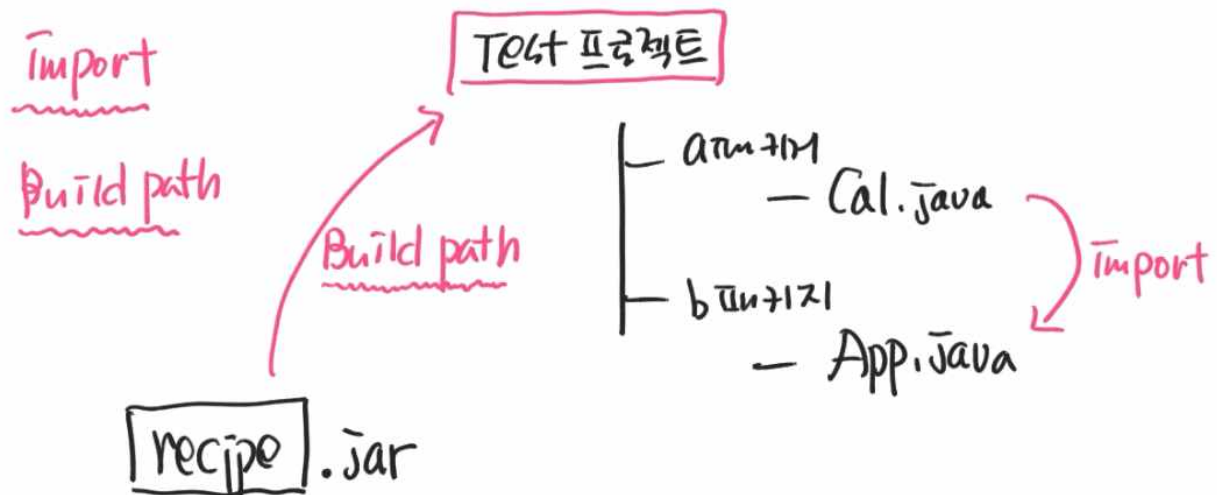 import
Build path
Test 프로젝트
Build path
a패키지
- Cal.java
b패키지
- App.java
import
recipe.jar